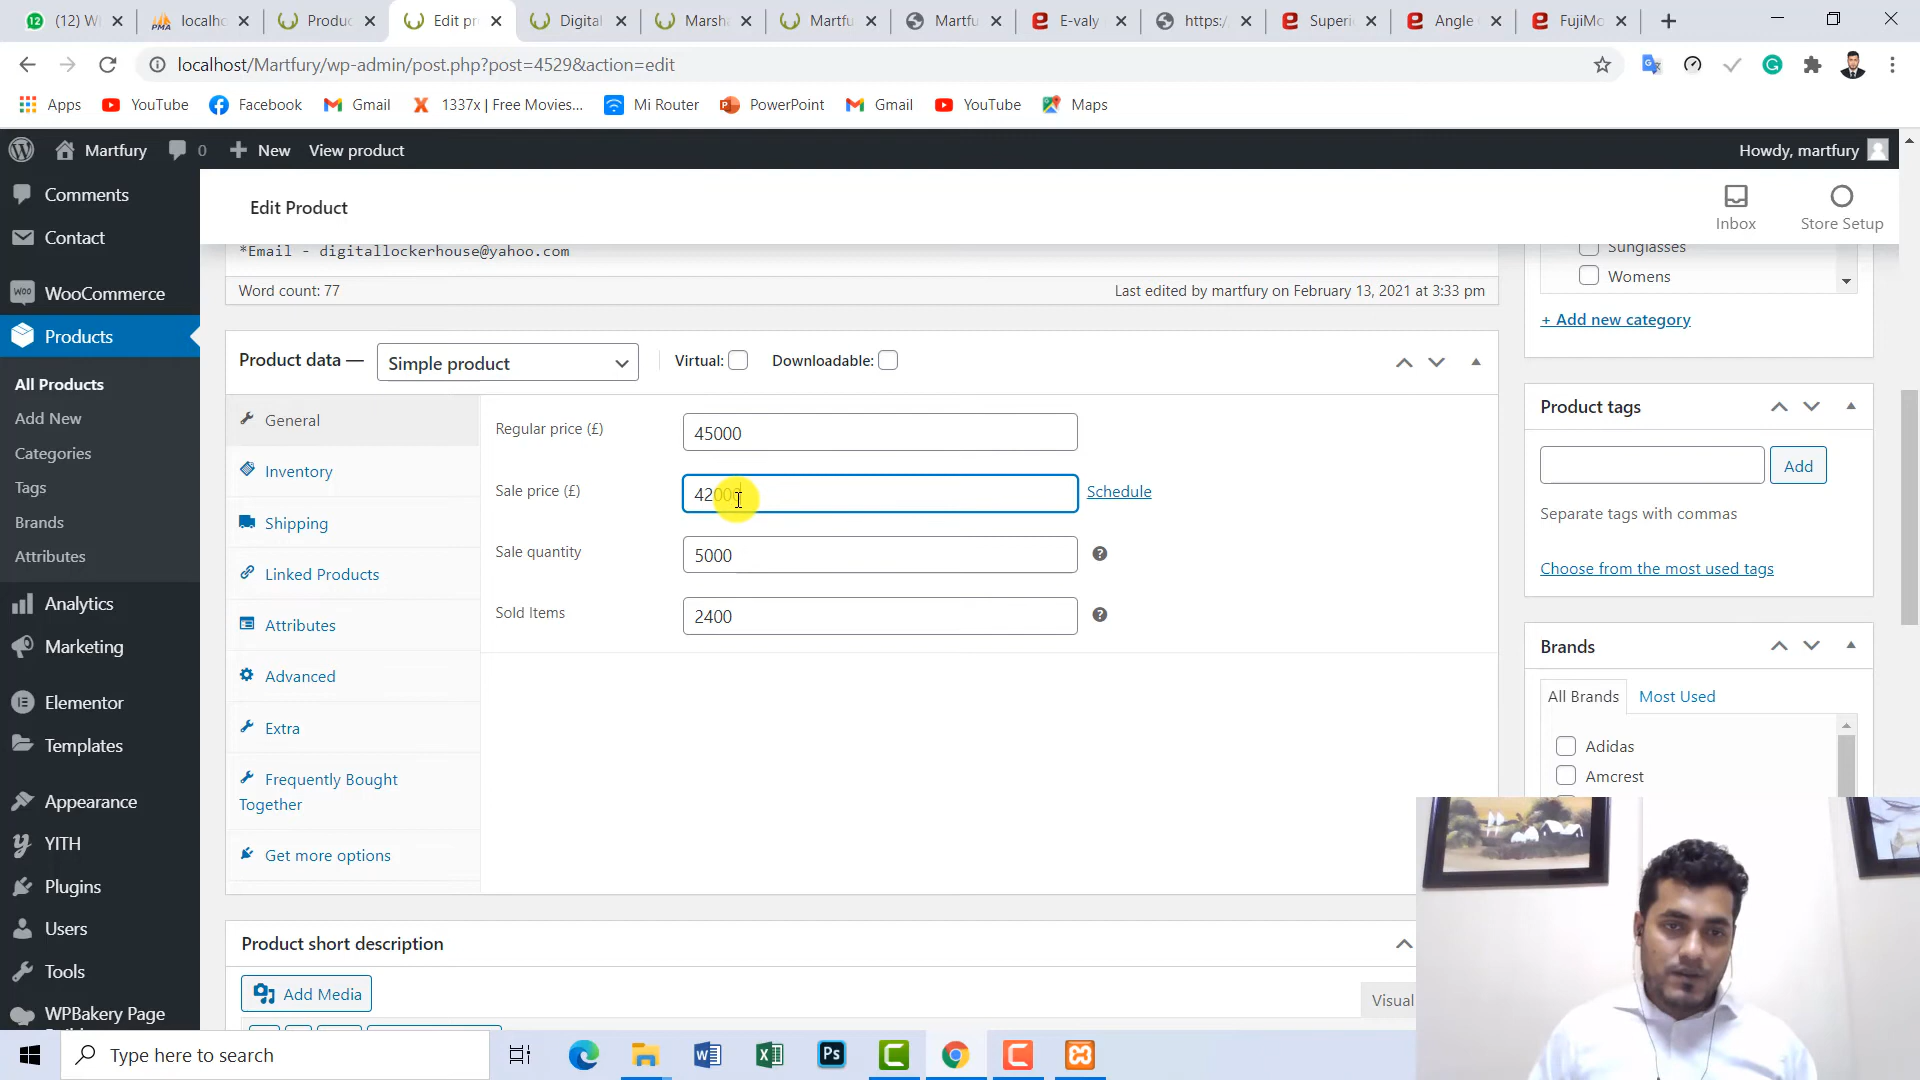 (12) W
localho
Produc
Edit pr
Digital
Marsha
Martfu
Martfu
E-valy
https:/
Superi
Angle
FujiMo
localhost/Martfury/wp-admin/post.php?post=4529&action=edit
Apps
YouTube
Facebook
Gmail
1337x | Free Movies...
Mi Router
PowerPoint
Gmail
YouTube
Maps
Martfury
0
New
View product
Howdy, martfury
Comments
Contact
WooCommerce
Products
All Products
Add New
Categories
Tags
Brands
Attributes
Analytics
Marketing
Elementor
Templates
Appearance
YITH
Plugins
Users
Tools
WPBakery Page
Edit Product
Inbox
Store Setup
*Email - digitallockerhouse@yahoo.com
Word count: 77
Last edited by martfury on February 13, 2021 at 3:33 pm
Product data —
Simple product
Virtual:
Downloadable:
General
Inventory
Shipping
Linked Products
Attributes
Advanced
Extra
Frequently Bought
Together
Get more options
Regular price (£)
45000
Sale price (£)
42000
Schedule
Sale quantity
5000
Sold Items
2400
Product short description
Add Media
Visual
Sunglasses
Womens
+ Add new category
Product tags
Add
Separate tags with commas
Choose from the most used tags
Brands
All Brands
Most Used
Adidas
Amcrest
Type here to search